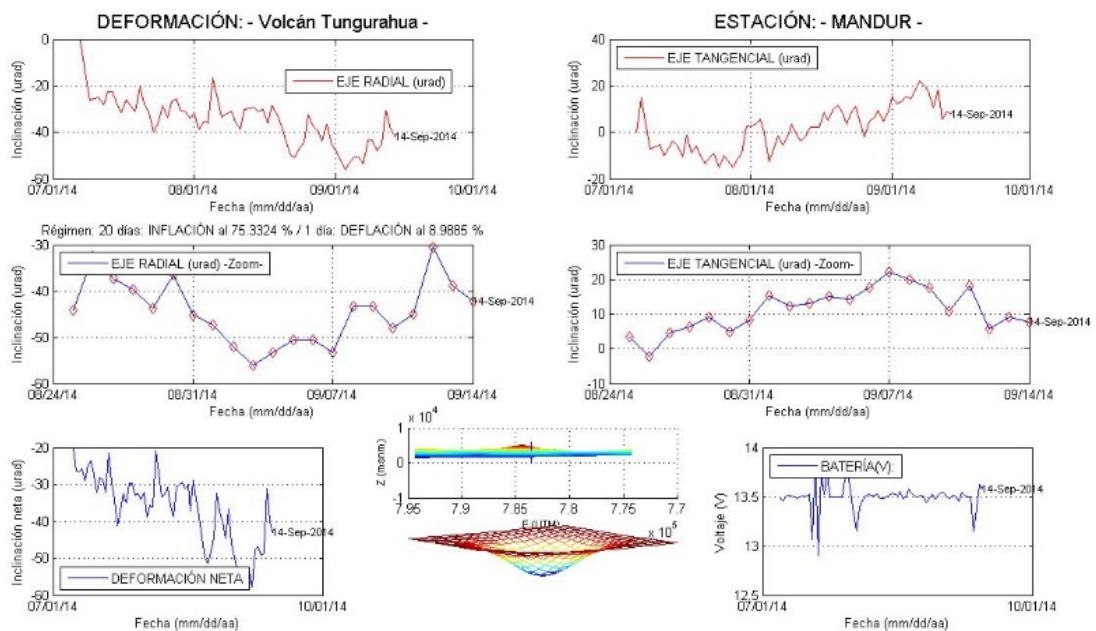 DEFORMACIÓN: - Volcán Tungurahua -
ESTACIÓN: - MANDUR -
0
-20
-40
-60
Inclinación (urad)
EJE RADIAL (urad)
14-Sep-2014
07/01/14 08/01/14 09/01/14 10/01/14
Fecha (mm/dd/aa)
40
20
0
-20
Inclinación (urad)
EJE TANGENCIAL (urad)
14-Sep-2014
07/01/14 08/01/14 09/01/14 10/01/14
Fecha (mm/dd/aa)
Régimen: 20 días: INFLACIÓN al 75.3324 % / 1 día: DEFLACIÓN al 8.9885 %
-30
-40
-50
-60
Inclinación (urad)
EJE RADIAL (urad) -Zoom-
14-Sep-2014
08/24/14 08/31/14 09/07/14 09/14/14
Fecha (mm/dd/aa)
30
20
10
0
-10
Inclinación (urad)
EJE TANGENCIAL (urad) -Zoom-
14-Sep-2014
08/24/14 08/31/14 09/07/14 09/14/14
Fecha (mm/dd/aa)
-20
-30
-40
-50
-60
Inclinación neta (urad)
14-Sep-2014
DEFORMACIÓN NETA
07/01/14 10/01/14
Fecha (mm/dd/aa)
x 10^4
1
0
-1
Z (msnm)
7.95 7.9 7.85 7.8 7.75 7.7
E (UTM)
x 10^5
14
13.5
13
12.5
Voltaje (V)
BATERÍA(V):
14-Sep-2014
07/01/14 10/01/14
Fecha (mm/dd/aa)